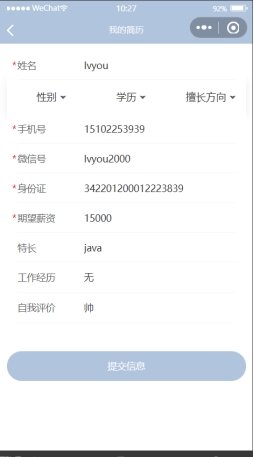 WeChat 10:27 92%
我的简历
*姓名 lvyou
性别 学历 擅长方向
*手机号 15102253939
*微信号 lvyou2000
*身份证 342201200012223839
*期望薪资 15000
特长 java
工作经历 无
自我评价 帅
提交信息